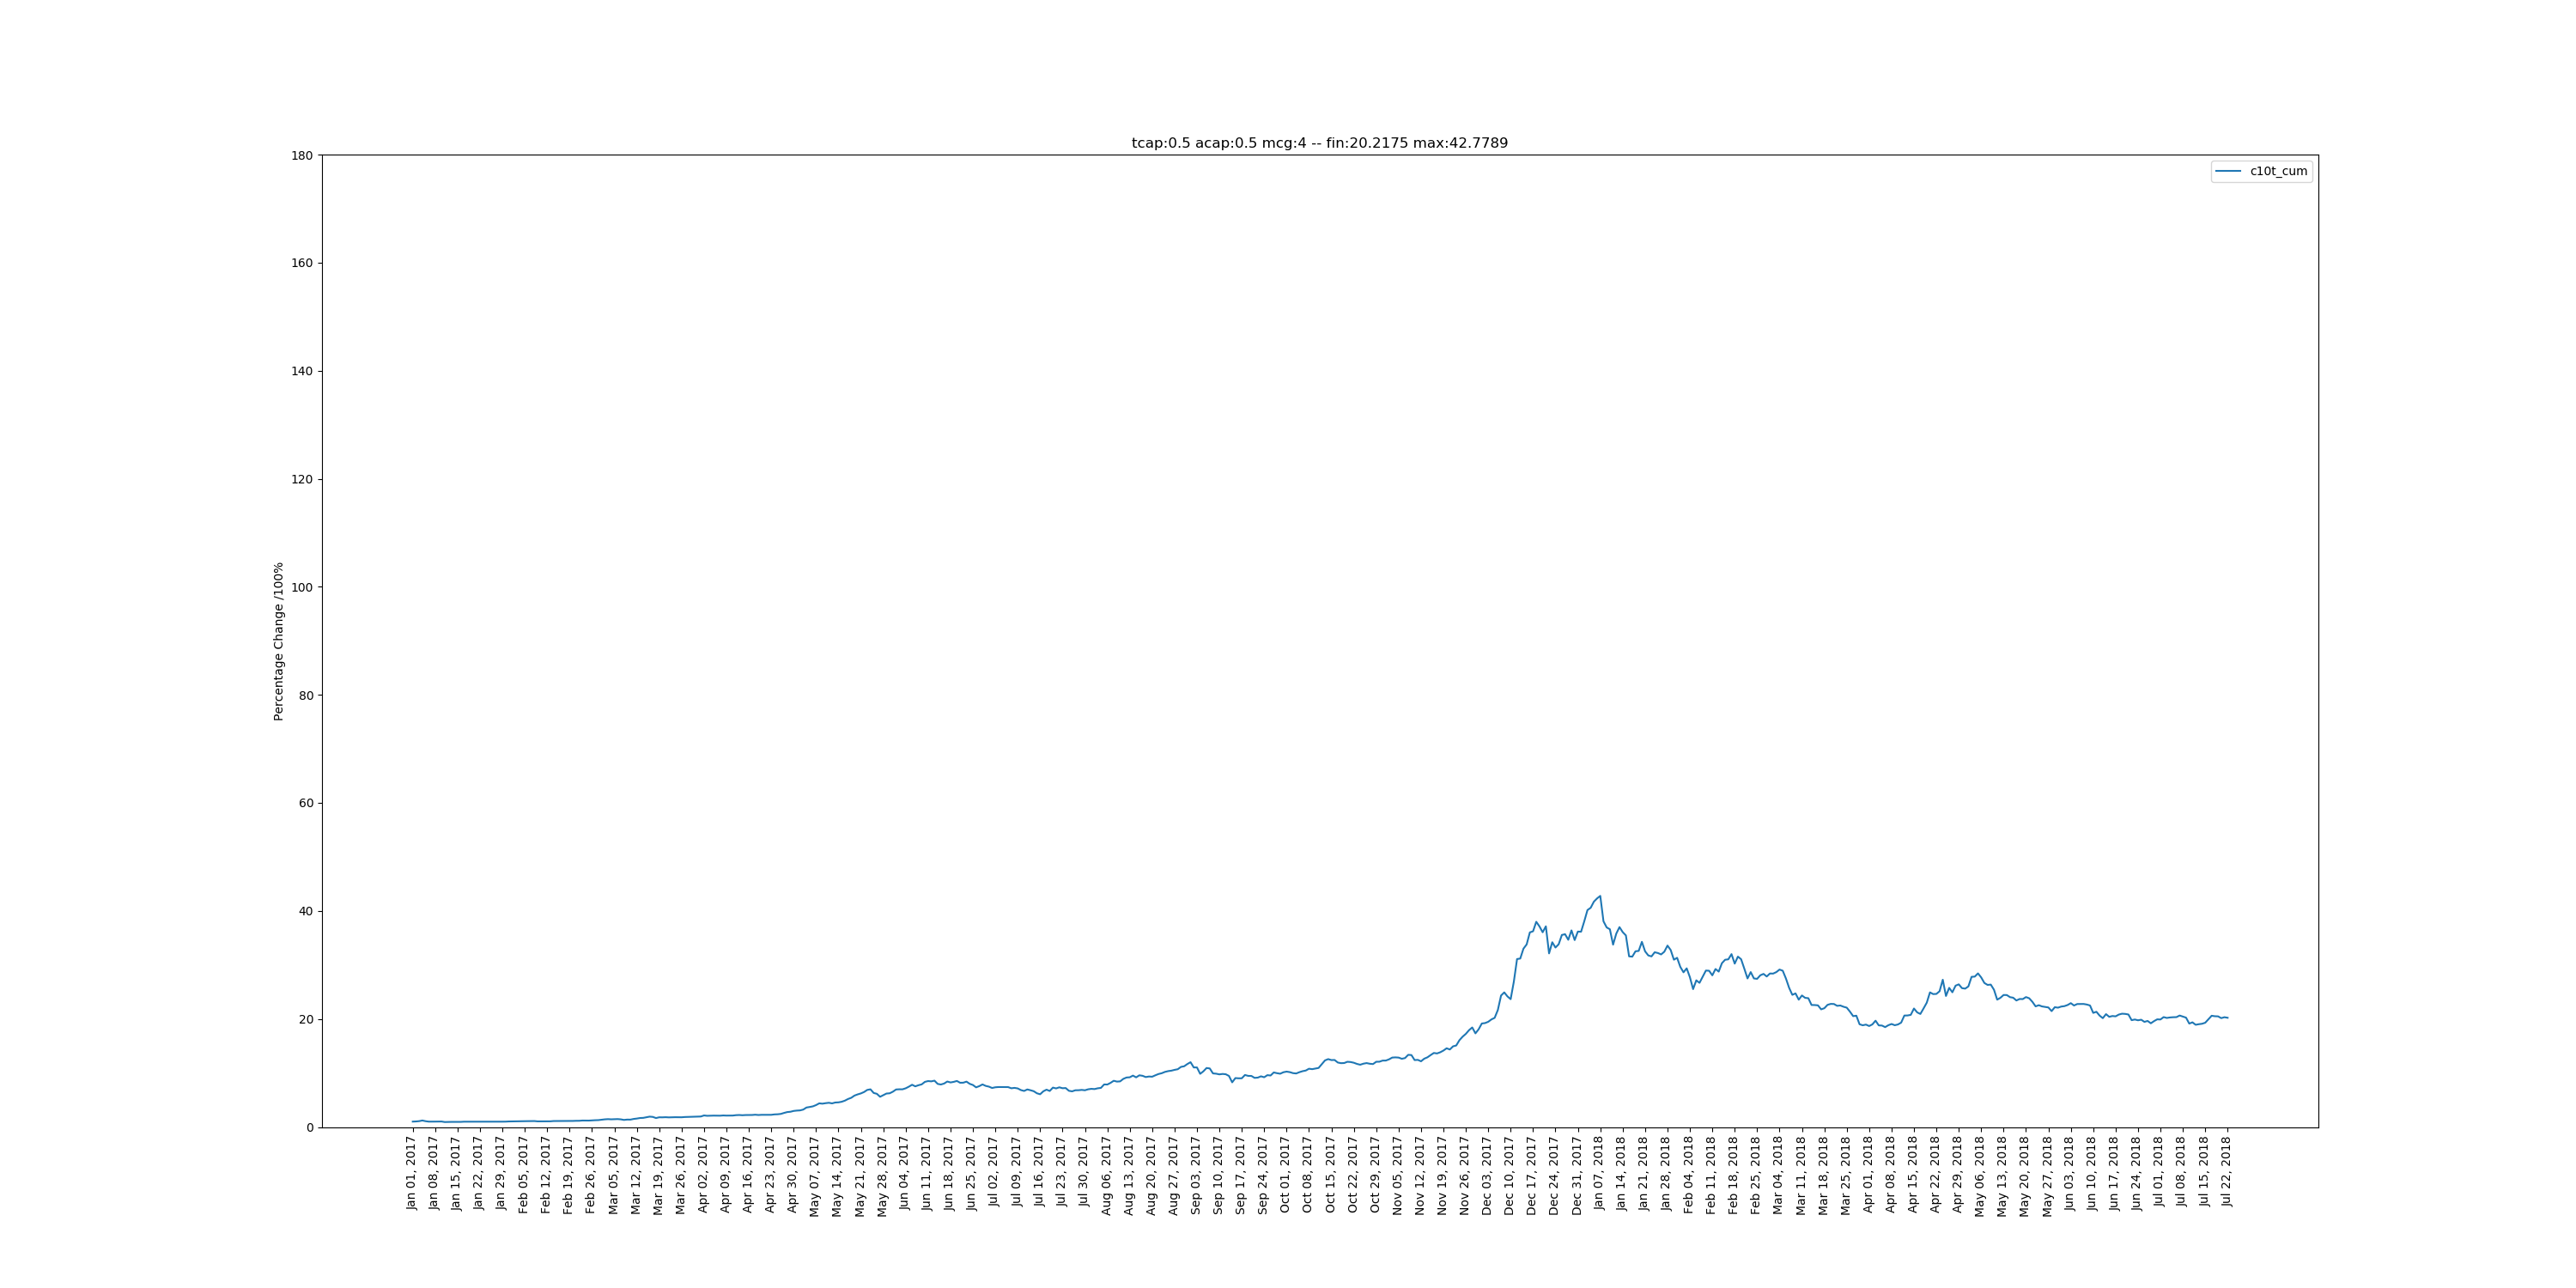 tcap:0.5 acap:0.5 mcg:4 -- fin:20.2175 max:42.7789
c10t_cum
Percentage Change /100%
180
160
140
120
100
80
60
40
20
0
Jan 01, 2017
Jan 08, 2017
Jan 15, 2017
Jan 22, 2017
Jan 29, 2017
Feb 05, 2017
Feb 12, 2017
Feb 19, 2017
Feb 26, 2017
Mar 05, 2017
Mar 12, 2017
Mar 19, 2017
Mar 26, 2017
Apr 02, 2017
Apr 09, 2017
Apr 16, 2017
Apr 23, 2017
Apr 30, 2017
May 07, 2017
May 14, 2017
May 21, 2017
May 28, 2017
Jun 04, 2017
Jun 11, 2017
Jun 18, 2017
Jun 25, 2017
Jul 02, 2017
Jul 09, 2017
Jul 16, 2017
Jul 23, 2017
Jul 30, 2017
Aug 06, 2017
Aug 13, 2017
Aug 20, 2017
Aug 27, 2017
Sep 03, 2017
Sep 10, 2017
Sep 17, 2017
Sep 24, 2017
Oct 01, 2017
Oct 08, 2017
Oct 15, 2017
Oct 22, 2017
Oct 29, 2017
Nov 05, 2017
Nov 12, 2017
Nov 19, 2017
Nov 26, 2017
Dec 03, 2017
Dec 10, 2017
Dec 17, 2017
Dec 24, 2017
Dec 31, 2017
Jan 07, 2018
Jan 14, 2018
Jan 21, 2018
Jan 28, 2018
Feb 04, 2018
Feb 11, 2018
Feb 18, 2018
Feb 25, 2018
Mar 04, 2018
Mar 11, 2018
Mar 18, 2018
Mar 25, 2018
Apr 01, 2018
Apr 08, 2018
Apr 15, 2018
Apr 22, 2018
Apr 29, 2018
May 06, 2018
May 13, 2018
May 20, 2018
May 27, 2018
Jun 03, 2018
Jun 10, 2018
Jun 17, 2018
Jun 24, 2018
Jul 01, 2018
Jul 08, 2018
Jul 15, 2018
Jul 22, 2018